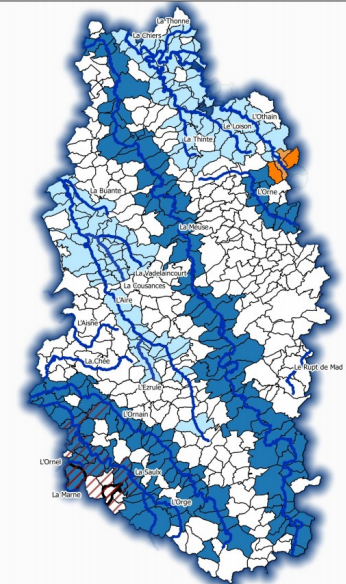 La Thonne
La Chiers
L'Othain
Le Loison
La Thinte
La Buante
L'Orne
La Meuse
La Vadelaincourt
La Cousances
L'Aire
L'Aisne
La Chée
Le Rupt de Mad
L'Ezrule
L'Ornain
L'Ornel
La Saulx
La Marne
L'Orge